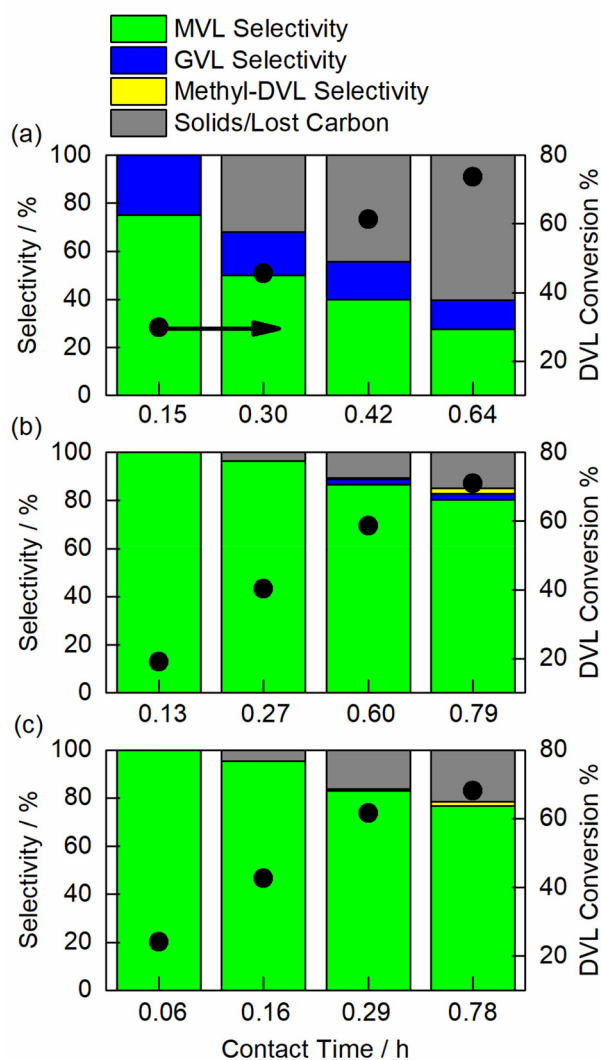 MVL Selectivity
GVL Selectivity
Methyl-DVL Selectivity
Solids/Lost Carbon
(a)
100
80
60
40
20
0
Selectivity / %
80
60
40
20
DVL Conversion %
0.15 0.30 0.42 0.64
(b)
100
80
60
40
20
0
Selectivity / %
80
60
40
20
DVL Conversion %
0.13 0.27 0.60 0.79
(c)
100
80
60
40
20
0
Selectivity / %
80
60
40
20
DVL Conversion %
0.06 0.16 0.29 0.78
Contact Time / h